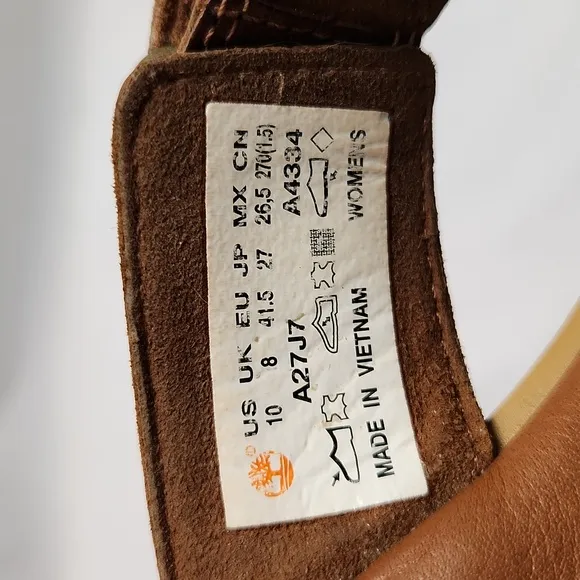 US UK EU JP MX CN
10 8 41.5 27 26,5 270(1.5)
A27J7 A4334
MADE IN VIETNAM WOMENS